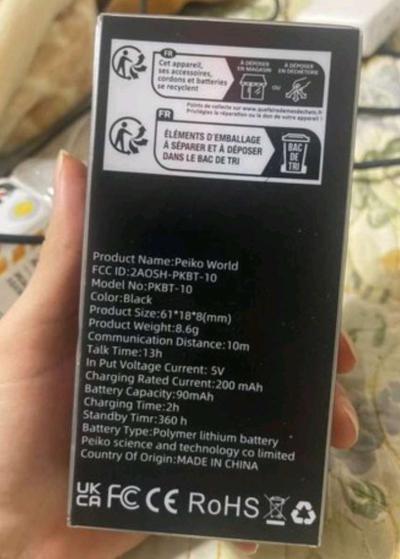 FR
Cet appareil,
ses accessoires,
cordons et batteries
se recyclent
À DÉPOSER
EN MAGASIN
OU
À DÉPOSER
EN DÉCHÈTERIE
Points de collecte sur www.quefairedemesdechets.fr
Privilégiez la réparation ou le don de votre appareil !
FR
ÉLÉMENTS D'EMBALLAGE
À SÉPARER ET À DÉPOSER
DANS LE BAC DE TRI
BAC
DE
TRI
Product Name:Peiko World
FCC ID:2AOSH-PKBT-10
Model No:PKBT-10
Color:Black
Product Size:61*18*8(mm)
Product Weight:8.6g
Communication Distance:10m
Talk Time:13h
In Put Voltage Current: 5V
Charging Rated Current:200 mAh
Battery Capacity:90mAh
Charging Time:2h
Standby Timr:360 h
Battery Type:Polymer lithium battery
Peiko science and technology co limited
Country Of Origin:MADE IN CHINA
UK CA FC CE RoHS